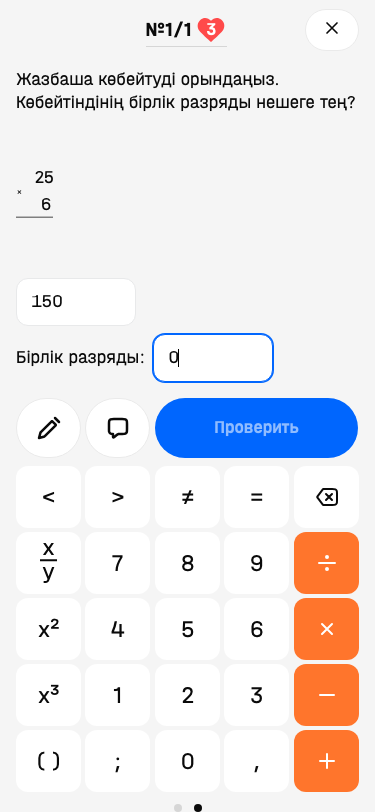 №1/1 3
Жазбаша көбейтуді орындаңыз.
Көбейтіндінің бірлік разряды нешеге тең?
25
×
6
150
Бірлік разряды: 0
Проверить
< > ≠ =
x/y 7 8 9 ÷
x² 4 5 6 ×
x³ 1 2 3 −
( ) ; 0 , +